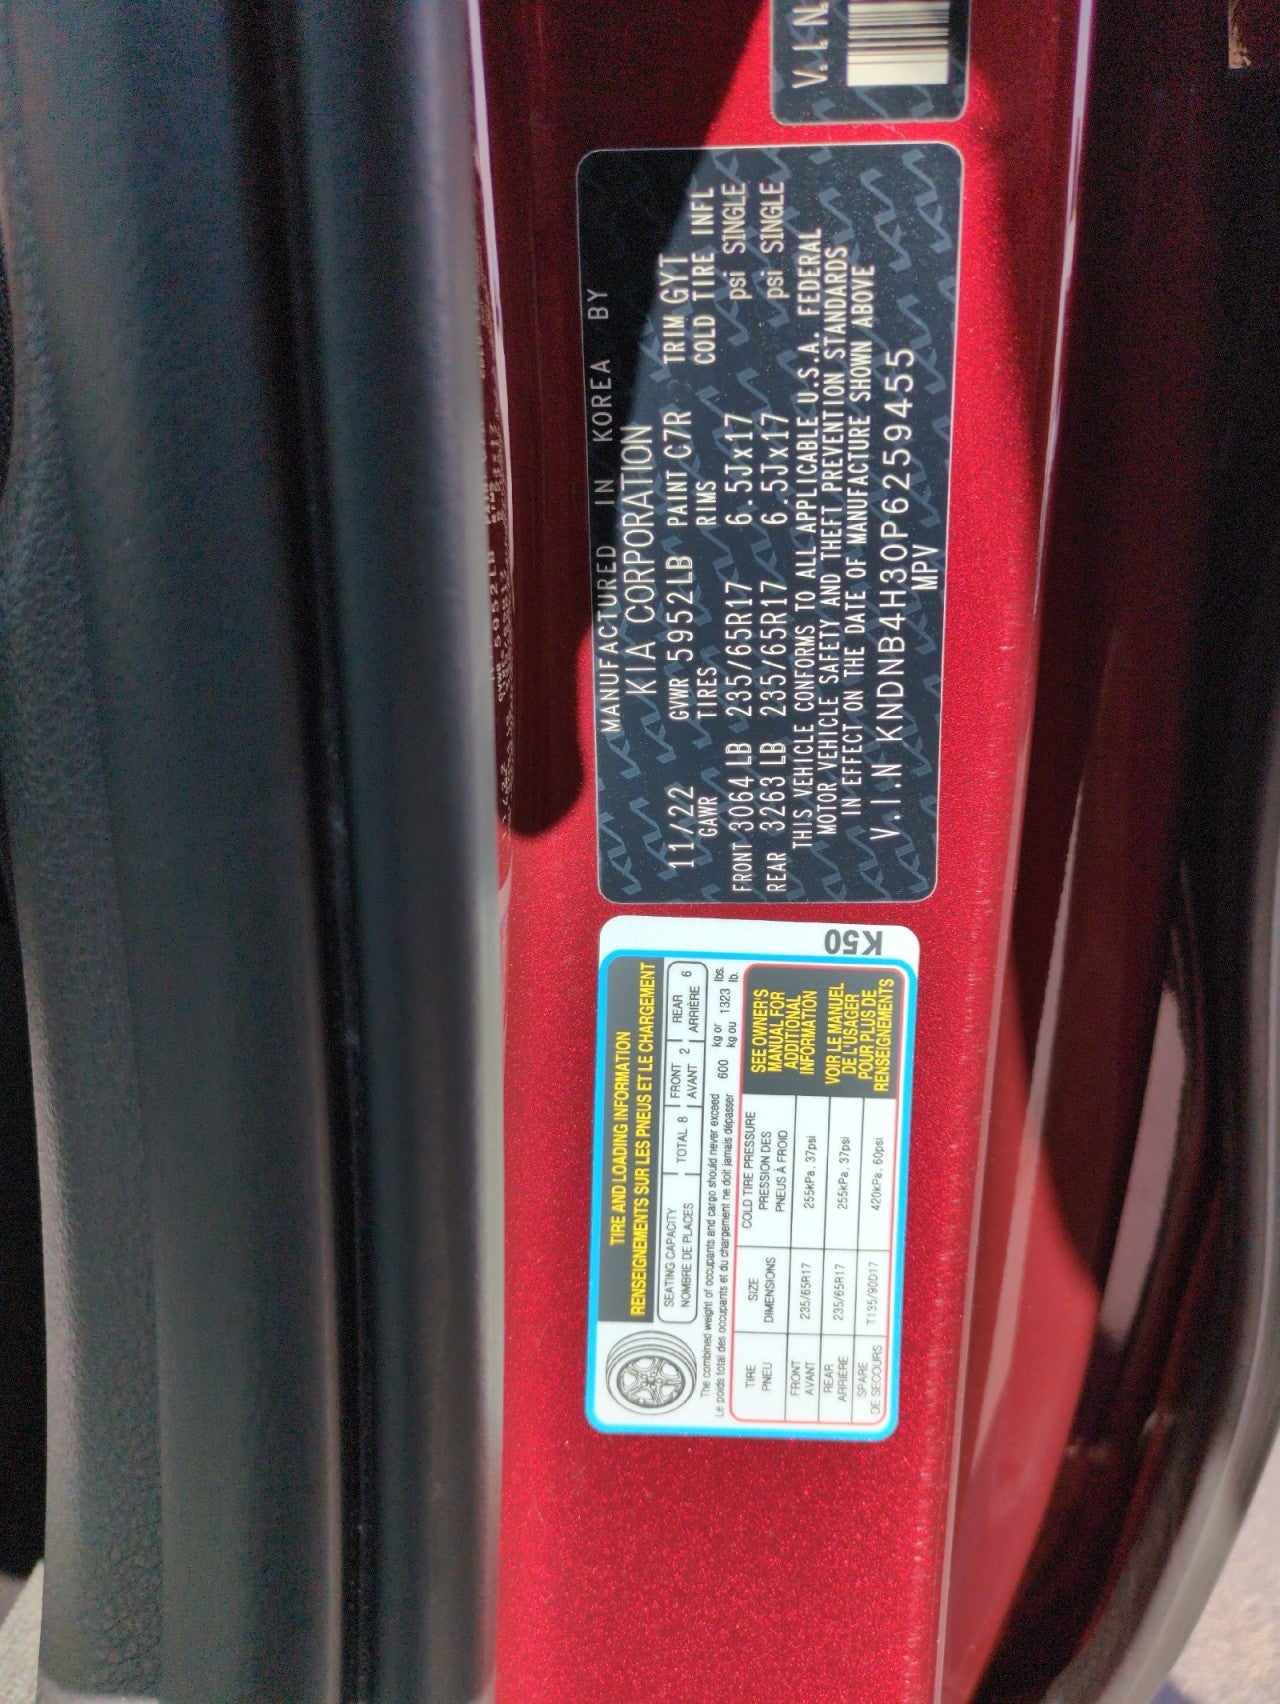 V.I.N
MANUFACTURED IN KOREA BY
KIA CORPORATION
11/22 GVWR 5952LB PAINT C7R TRIM GYT
GAWR TIRES RIMS COLD TIRE INFL
FRONT 3064LB 235/65R17 6.5Jx17 psi SINGLE
REAR 3263LB 235/65R17 6.5Jx17 psi SINGLE
THIS VEHICLE CONFORMS TO ALL APPLICABLE U.S.A. FEDERAL
MOTOR VEHICLE SAFETY AND THEFT PREVENTION STANDARDS
IN EFFECT ON THE DATE OF MANUFACTURE SHOWN ABOVE
V.I.N KNDNB4H30P6259455
MPV
K50
TIRE AND LOADING INFORMATION
RENSEIGNEMENTS SUR LES PNEUS ET LE CHARGEMENT
SEATING CAPACITY
NOMBRE DE PLACES
TOTAL 8
FRONT
AVANT 2
REAR
ARRIÈRE 6
The combined weight of occupants and cargo should never exceed 600 kg or 1323 lbs.
Le poids total des occupants et du chargement ne doit jamais dépasser kg ou lb.
TIRE
PNEU
SIZE
DIMENSIONS
COLD TIRE PRESSURE
PRESSION DES
PNEUS À FROID
FRONT
AVANT
235/65R17
255kPa, 37psi
REAR
ARRIERE
235/65R17
255kPa, 37psi
SPARE
DE SECOURS
T135/90D17
420kPa, 60psi
SEE OWNER'S
MANUAL FOR
ADDITIONAL
INFORMATION
VOIR LE MANUEL
DE L'USAGER
POUR PLUS DE
RENSEIGNEMENTS